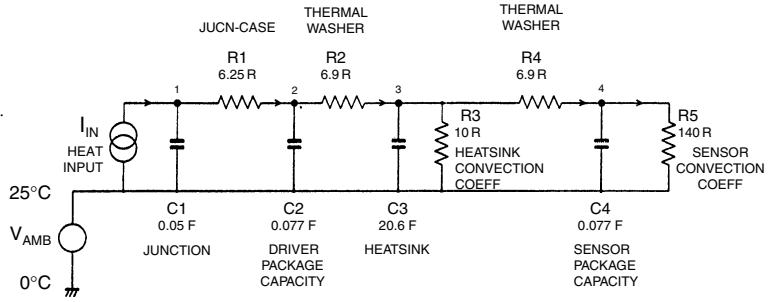 JUCN-CASE
THERMAL
WASHER
THERMAL
WASHER
R1
6.25 R
R2
6.9 R
R4
6.9 R
1
2
3
4
I_IN
HEAT
INPUT
R3
10 R
HEATSINK
CONVECTION
COEFF
R5
140 R
SENSOR
CONVECTION
COEFF
25°C
V_AMB
0°C
C1
0.05 F
JUNCTION
C2
0.077 F
DRIVER
PACKAGE
CAPACITY
C3
20.6 F
HEATSINK
C4
0.077 F
SENSOR
PACKAGE
CAPACITY